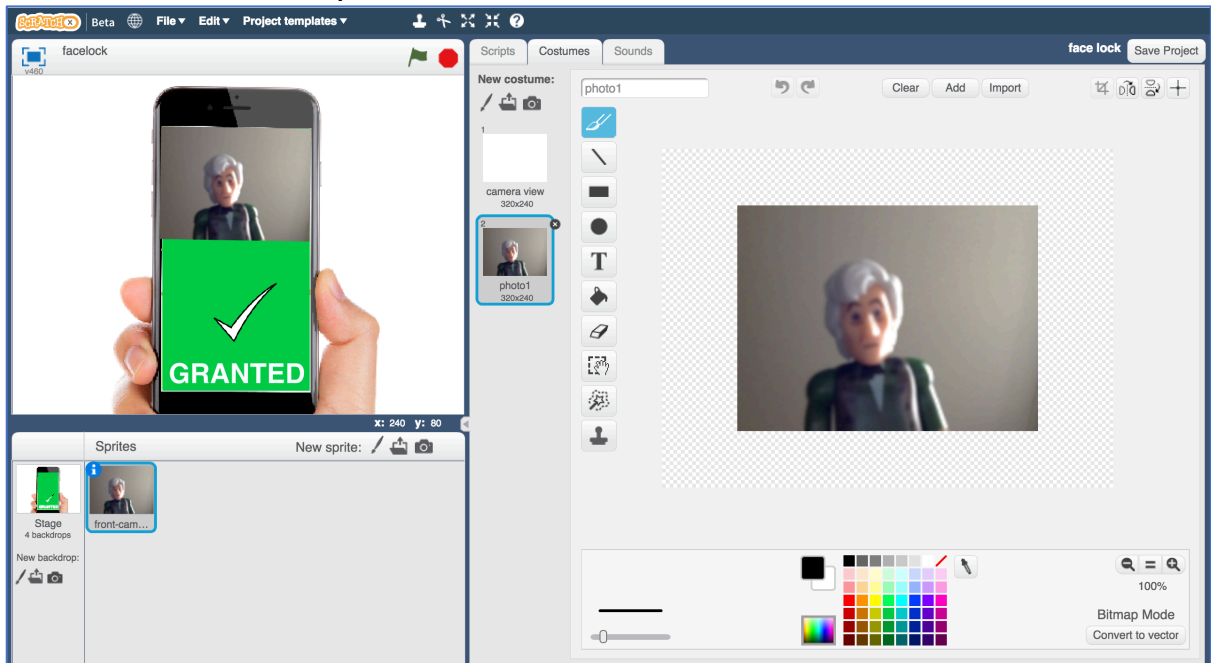 SCRATCHX Beta File▾ Edit▾ Project templates▾
facelock
v460
GRANTED
x: 240 y: 80
Sprites New sprite:
Stage
4 backdrops
New backdrop:
front-cam...
Scripts Costumes Sounds
face lock Save Project
New costume:
1
camera view
320x240
2
photo1
320x240
photo1 Clear Add Import
T
100%
Bitmap Mode
Convert to vector